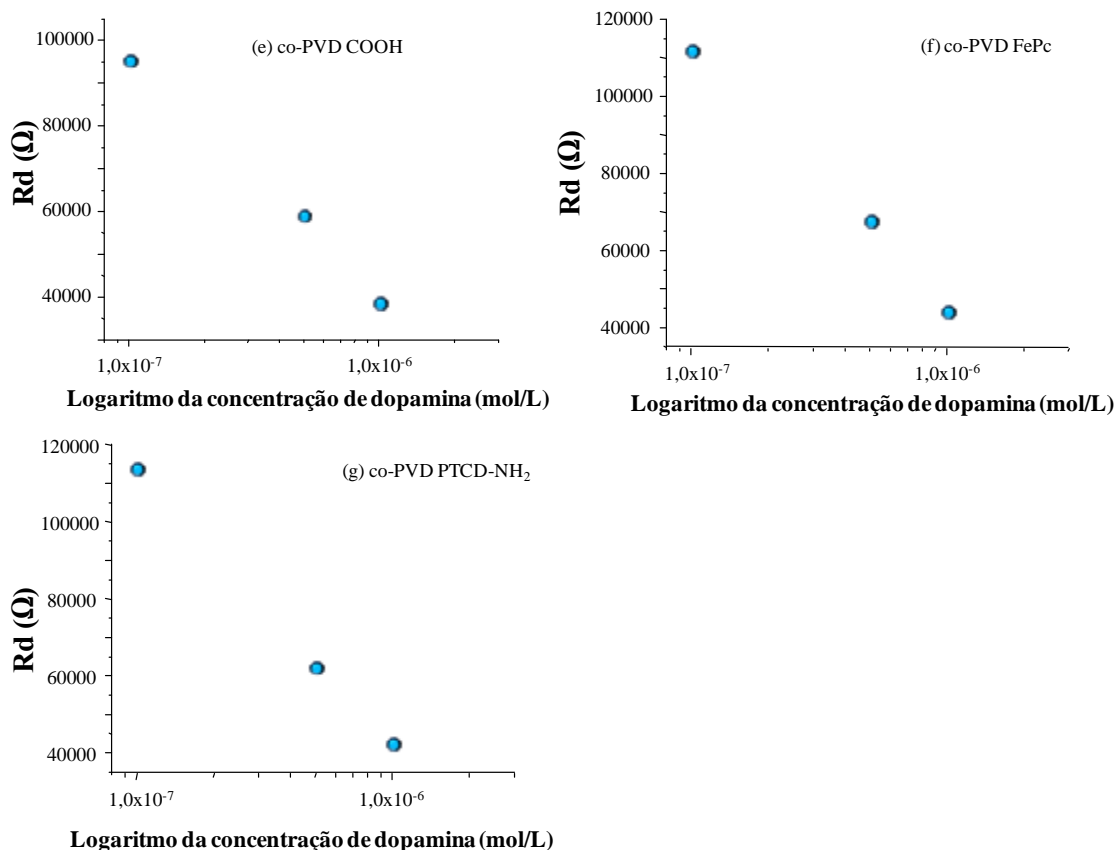 (e) co-PVD COOH
100000
80000
60000
40000
Rd (Ω)
1,0x10⁻⁷
1,0x10⁻⁶
Logaritmo da concentração de dopamina (mol/L)
(f) co-PVD FePc
120000
100000
80000
60000
40000
Rd (Ω)
1,0x10⁻⁷
1,0x10⁻⁶
Logaritmo da concentração de dopamina (mol/L)
(g) co-PVD PTCD-NH₂
120000
100000
80000
60000
40000
Rd (Ω)
1,0x10⁻⁷
1,0x10⁻⁶
Logaritmo da concentração de dopamina (mol/L)